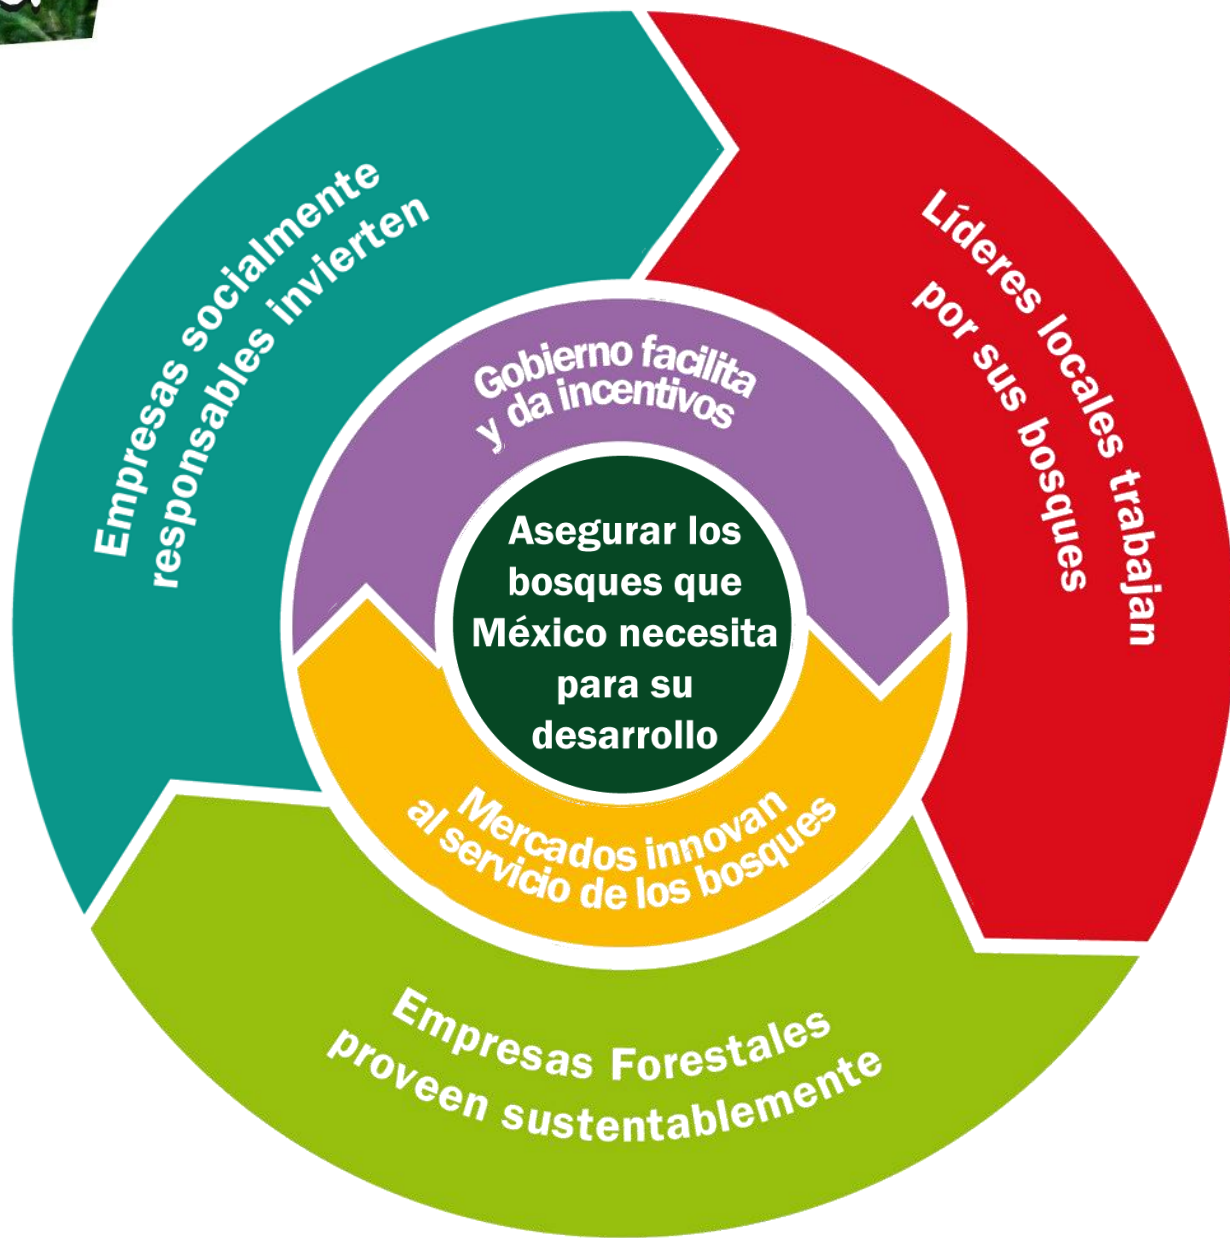 Empresas socialmente
responsables invierten
Líderes locales trabajan
por sus bosques
Gobierno facilita
y da incentivos
Asegurar los
bosques que
México necesita
para su
desarrollo
Mercados innovan
al servicio de los bosques
Empresas Forestales
proveen sustentablemente